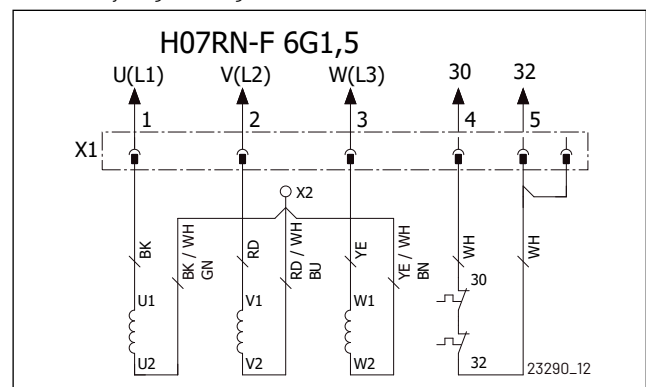 H07RN-F 6G1,5
U(L1) V(L2) W(L3) 30 32
1 2 3 4 5
X1
X2
BK BK / WH GN RD RD / WH BU YE YE / WH BN WH WH
30
U1 V1 W1
U2 V2 W2 32 23290_12